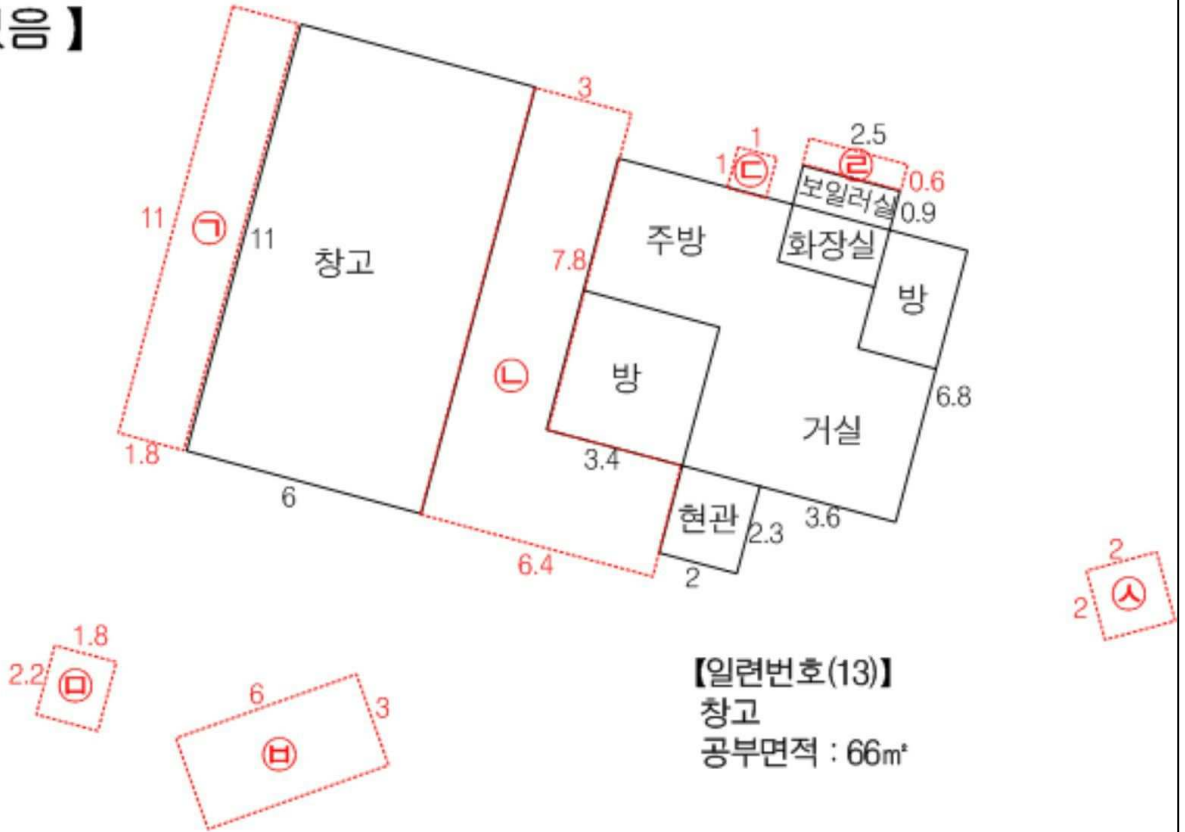 음 】
3
1
1
㉢
2.5
㉣
0.6
보일러실
0.9
11
㉠
11
창고
7.8
주방
화장실
방
㉡
방
6.8
거실
1.8
3.4
6
현관
2.3
3.6
6.4
2
2
2
㉦
1.8
2.2
㉤
6
3
㉥
【일련번호(13)】
창고
공부면적 : 66㎡